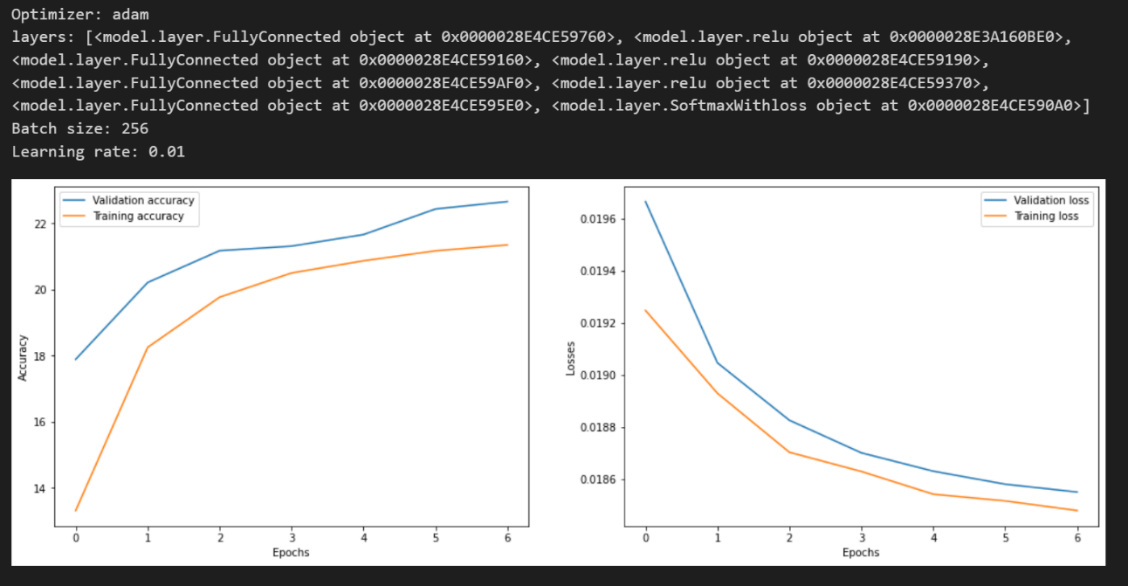 Optimizer: adam
layers: [<model.layer.FullyConnected object at 0x0000028E4CE59760>, <model.layer.relu object at 0x0000028E3A160BE0>,
<model.layer.FullyConnected object at 0x0000028E4CE59160>, <model.layer.relu object at 0x0000028E4CE59190>,
<model.layer.FullyConnected object at 0x0000028E4CE59AF0>, <model.layer.relu object at 0x0000028E4CE59370>,
<model.layer.FullyConnected object at 0x0000028E4CE595E0>, <model.layer.SoftmaxWithloss object at 0x0000028E4CE590A0>]
Batch size: 256
Learning rate: 0.01
Validation accuracy
Training accuracy
22
20
18
16
14
Accuracy
0 1 2 3 4 5 6
Epochs
Validation loss
Training loss
0.0196
0.0194
0.0192
0.0190
0.0188
0.0186
Losses
0 1 2 3 4 5 6
Epochs